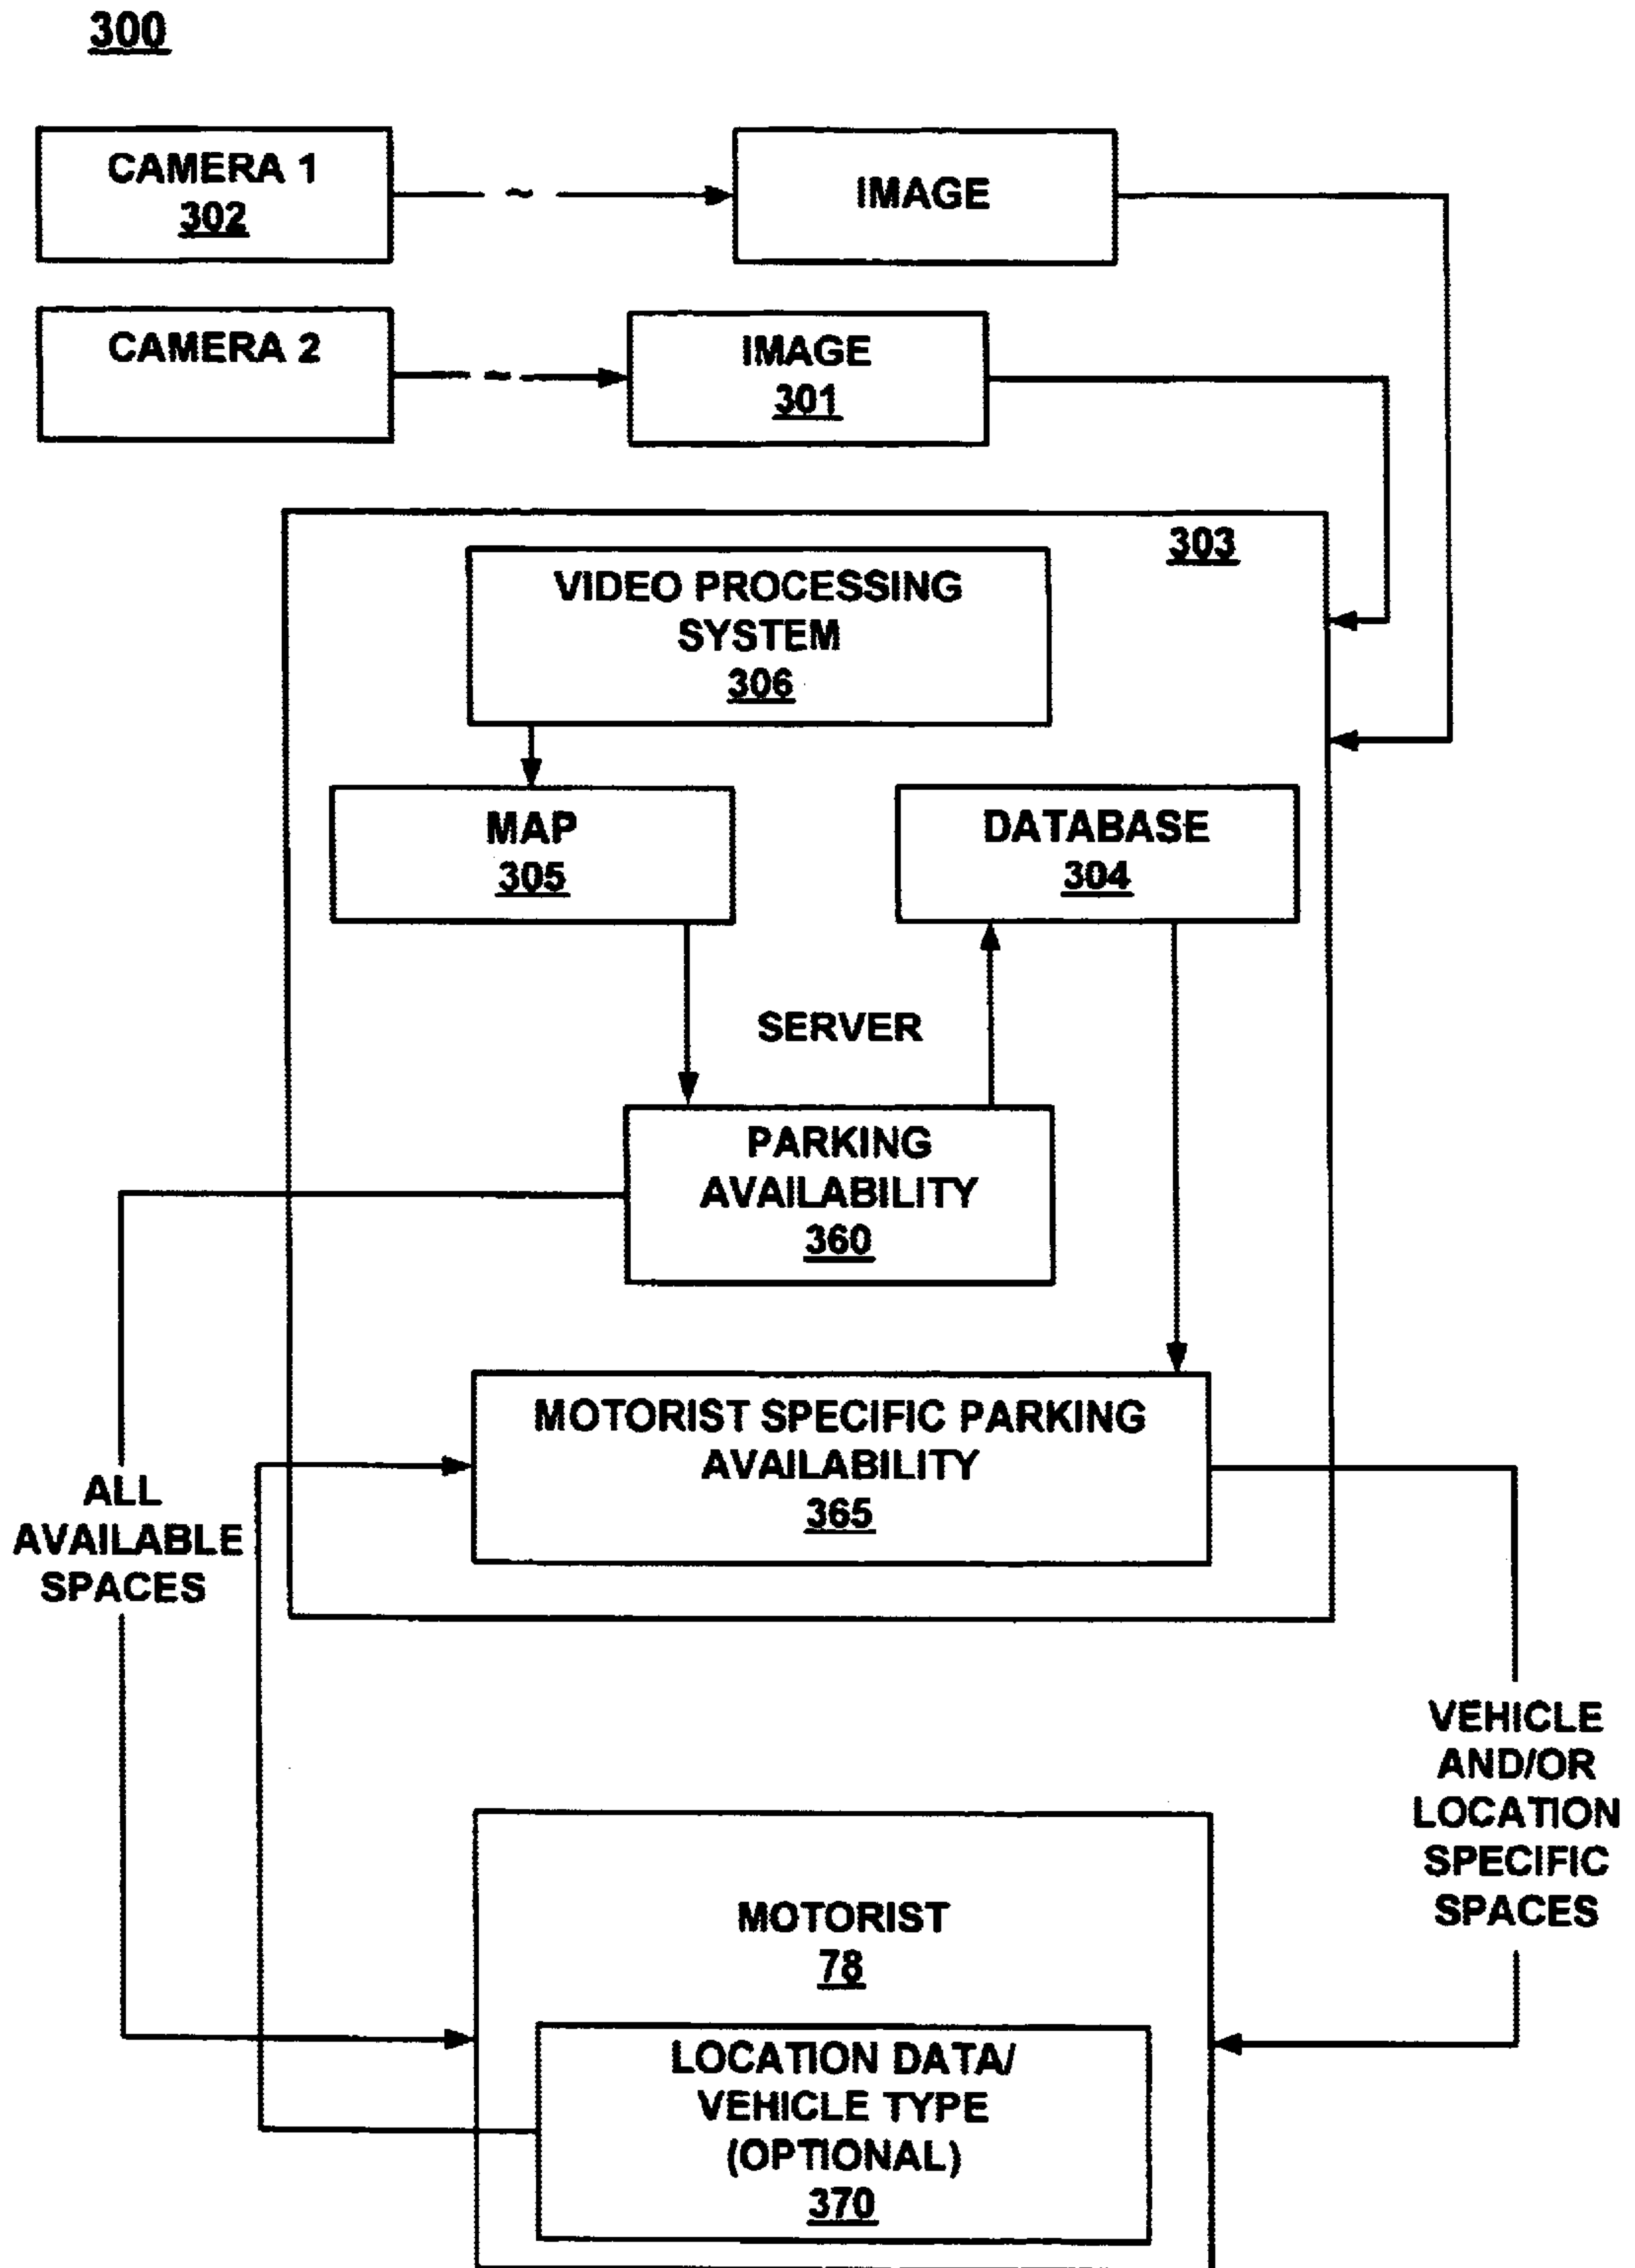 300
CAMERA 1
302
IMAGE
CAMERA 2
IMAGE
301
303
VIDEO PROCESSING
SYSTEM
306
MAP
305
DATABASE
304
SERVER
PARKING
AVAILABILITY
360
MOTORIST SPECIFIC PARKING
AVAILABILITY
365
ALL
AVAILABLE
SPACES
VEHICLE
AND/OR
LOCATION
SPECIFIC
SPACES
MOTORIST
78
LOCATION DATA/
VEHICLE TYPE
(OPTIONAL)
370